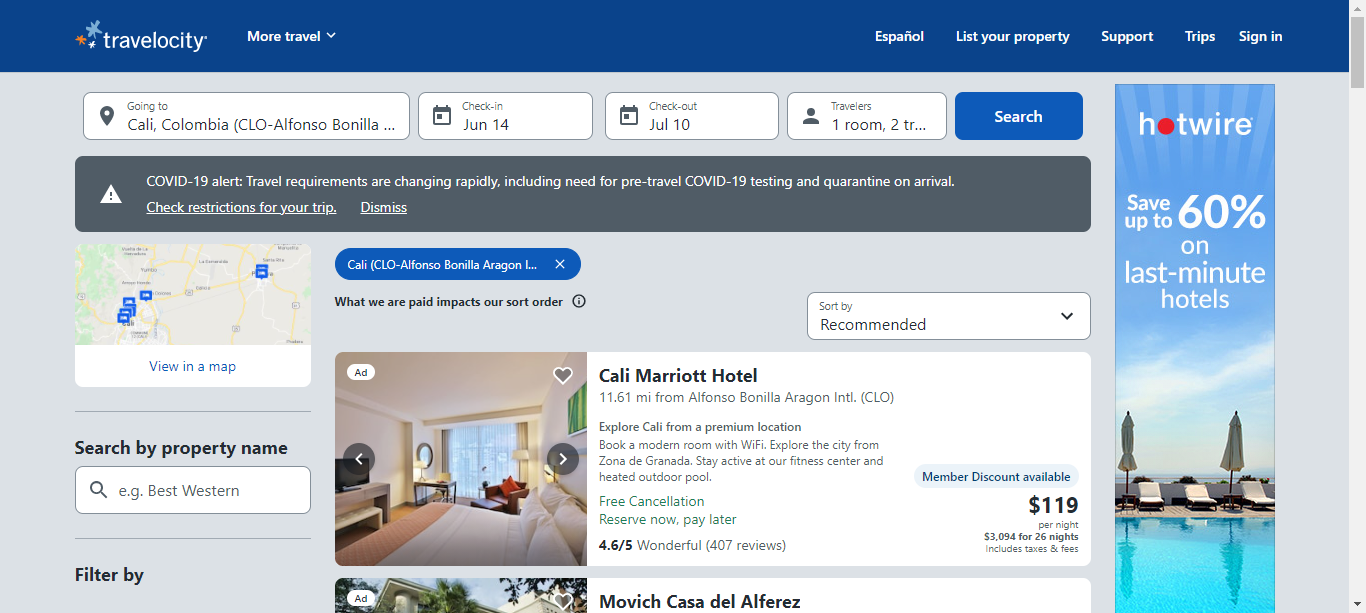 travelocity
More travel
Español
List your property
Support
Trips
Sign in
Going to
Cali, Colombia (CLO-Alfonso Bonilla ...
Check-in
Jun 14
Check-out
Jul 10
Travelers
1 room, 2 tr...
Search
COVID-19 alert: Travel requirements are changing rapidly, including need for pre-travel COVID-19 testing and quarantine on arrival.
Check restrictions for your trip.
Dismiss
View in a map
Search by property name
e.g. Best Western
Filter by
Cali (CLO-Alfonso Bonilla Aragon I...
What we are paid impacts our sort order
Sort by
Recommended
Ad
Cali Marriott Hotel
11.61 mi from Alfonso Bonilla Aragon Intl. (CLO)
Explore Cali from a premium location
Book a modern room with WiFi. Explore the city from
Zona de Granada. Stay active at our fitness center and
heated outdoor pool.
Free Cancellation
Reserve now, pay later
4.6/5 Wonderful (407 reviews)
Member Discount available
$119
per night
$3,094 for 26 nights
Includes taxes & fees
Ad
Movich Casa del Alferez
hotwire
Save
up to 60%
on
last-minute
hotels